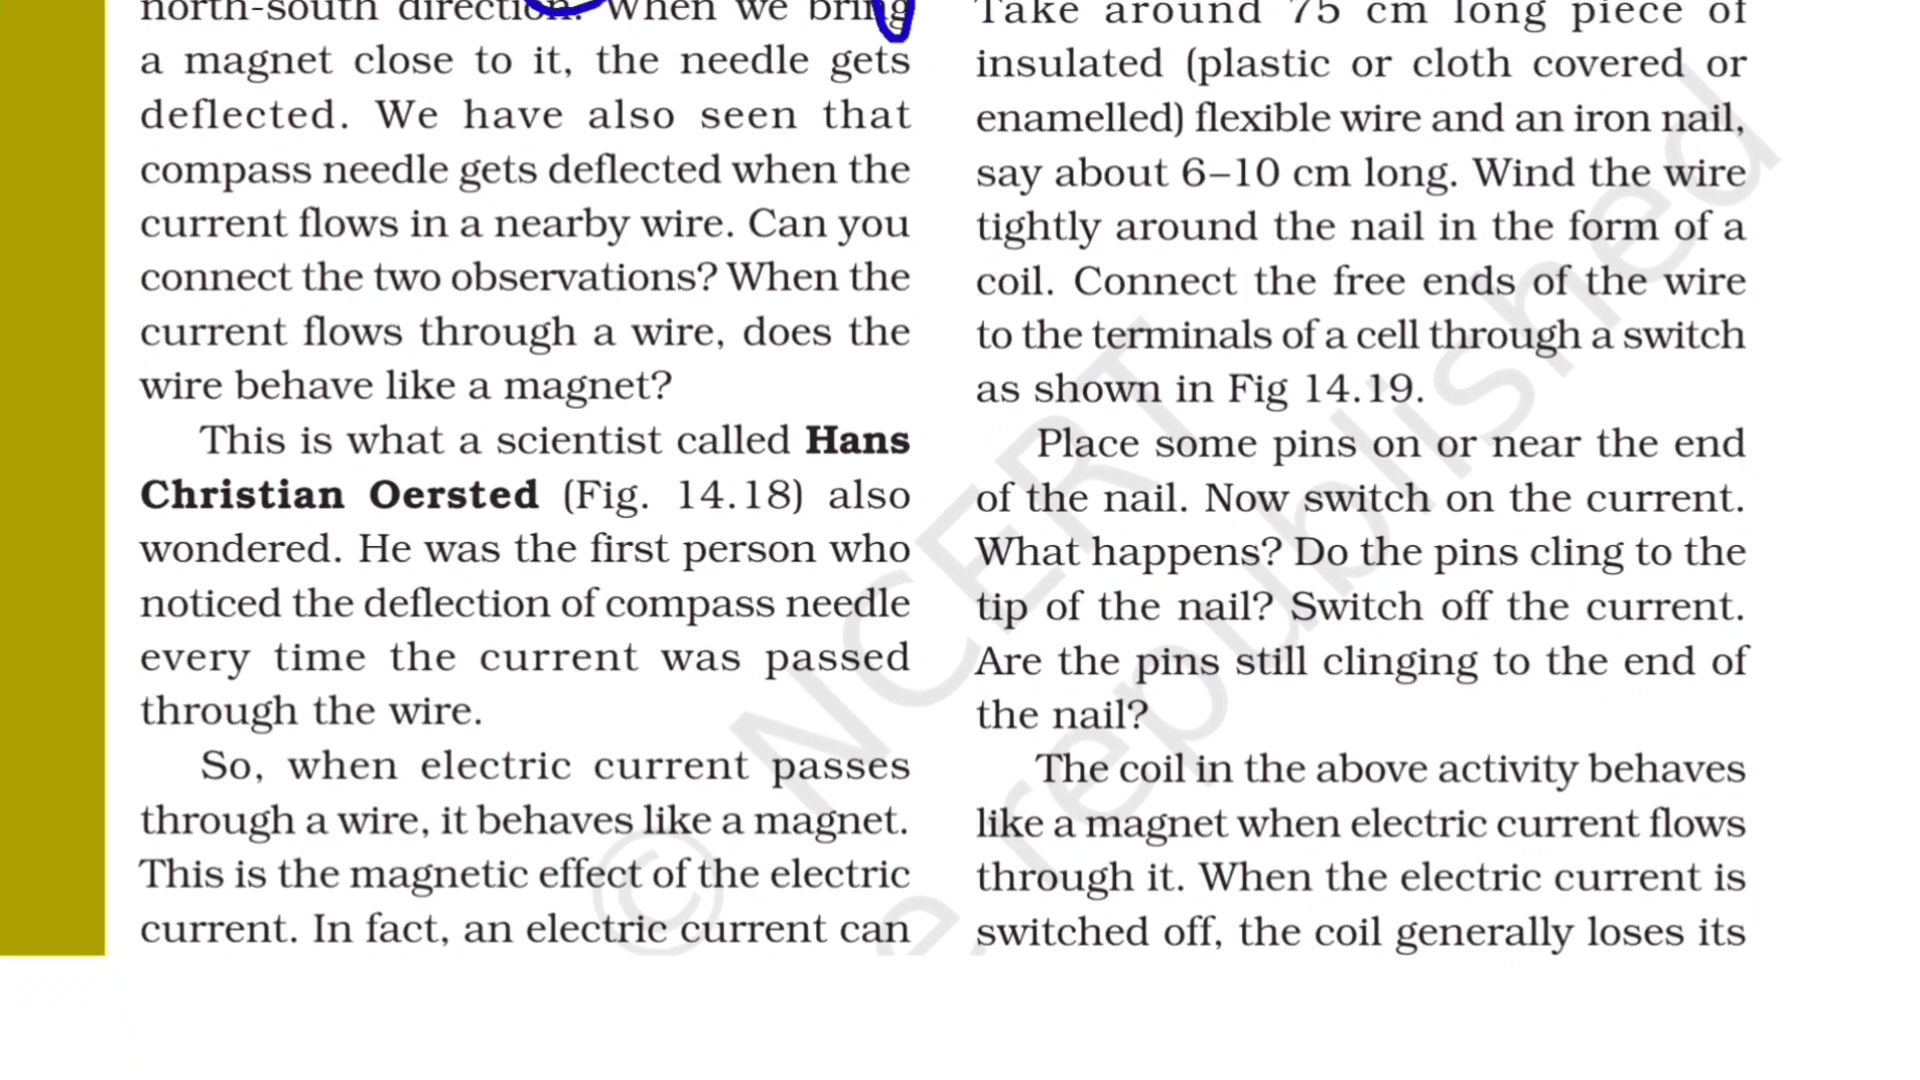 north-south direction. When we bring
a magnet close to it, the needle gets
deflected. We have also seen that
compass needle gets deflected when the
current flows in a nearby wire. Can you
connect the two observations? When the
current flows through a wire, does the
wire behave like a magnet?
This is what a scientist called Hans
Christian Oersted (Fig. 14.18) also
wondered. He was the first person who
noticed the deflection of compass needle
every time the current was passed
through the wire.
So, when electric current passes
through a wire, it behaves like a magnet.
This is the magnetic effect of the electric
current. In fact, an electric current can
Take around 75 cm long piece of
insulated (plastic or cloth covered or
enamelled) flexible wire and an iron nail,
say about 6–10 cm long. Wind the wire
tightly around the nail in the form of a
coil. Connect the free ends of the wire
to the terminals of a cell through a switch
as shown in Fig 14.19.
Place some pins on or near the end
of the nail. Now switch on the current.
What happens? Do the pins cling to the
tip of the nail? Switch off the current.
Are the pins still clinging to the end of
the nail?
The coil in the above activity behaves
like a magnet when electric current flows
through it. When the electric current is
switched off, the coil generally loses its
© NCERT
republished